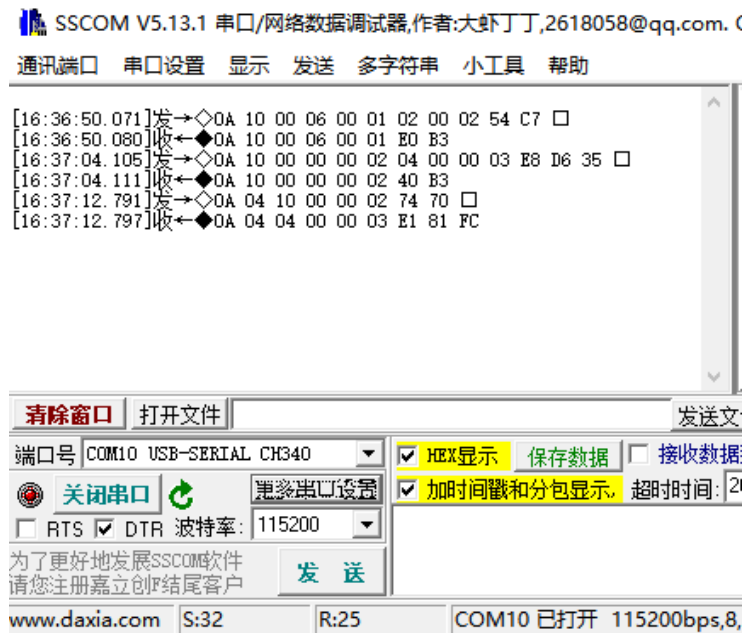 SSCOM V5.13.1 串口/网络数据调试器,作者:大虾丁丁,2618058@qq.com.
通讯端口 串口设置 显示 发送 多字符串 小工具 帮助
[16:36:50.071]发→◇0A 10 00 06 00 01 02 00 02 54 C7 □
[16:36:50.080]收←◆0A 10 00 06 00 01 E0 B3
[16:37:04.105]发→◇0A 10 00 00 00 02 04 00 00 03 E8 D6 35 □
[16:37:04.111]收←◆0A 10 00 00 00 02 40 B3
[16:37:12.791]发→◇0A 04 10 00 00 02 74 70 □
[16:37:12.797]收←◆0A 04 04 00 00 03 E1 81 FC
清除窗口 打开文件 发送文
端口号 COM10 USB-SERIAL CH340 HEX显示 保存数据 接收数据
关闭串口 更多串口设置 加时间戳和分包显示, 超时时间: 20
RTS DTR 波特率: 115200
为了更好地发展SSCOM软件
请您注册嘉立创F结尾客户
发 送
www.daxia.com S:32 R:25 COM10 已打开 115200bps,8,